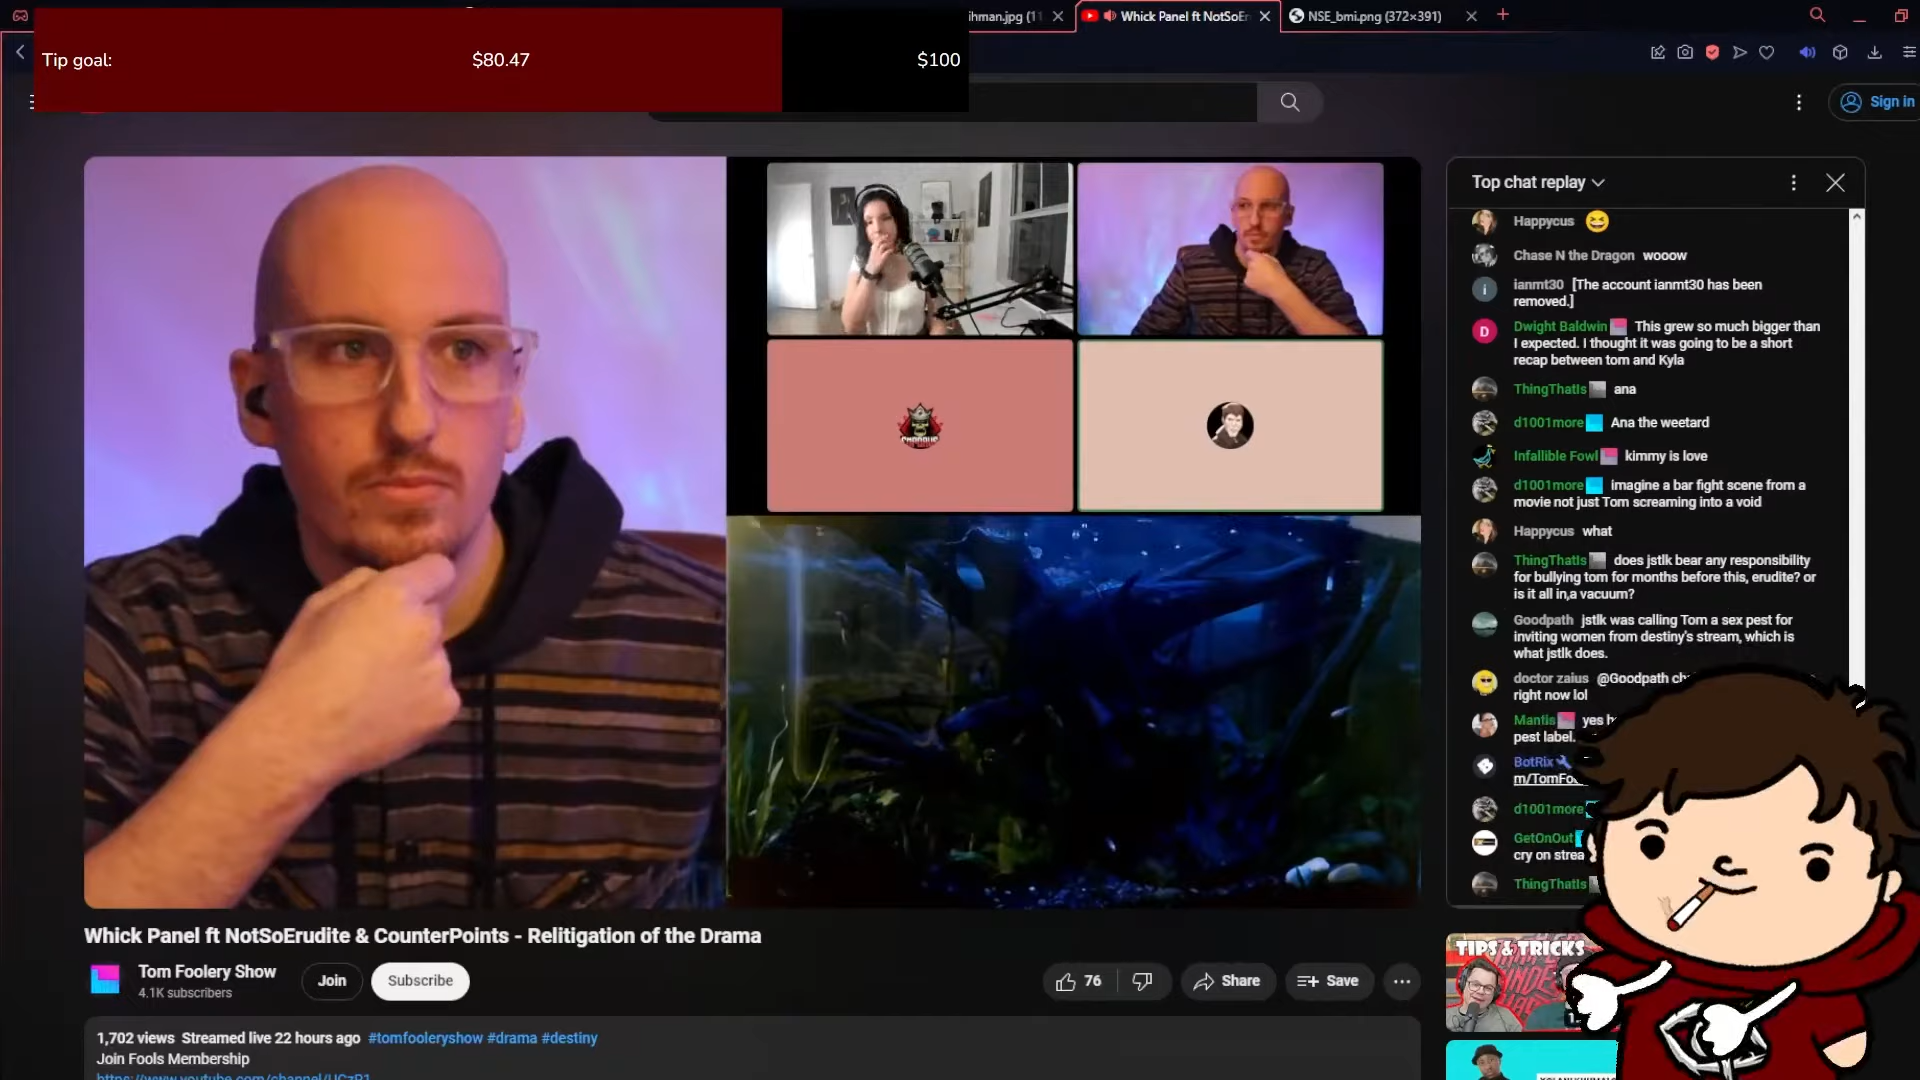 ihman.jpg (11
Whick Panel ft NotSoEr
NSE_bmi.png (372×391)
Tip goal:
$80.47
$100
Sign in
Top chat replay
Happycus
Chase N the Dragon wooow
ianmt30 [The account ianmt30 has been
removed.]
Dwight Baldwin This grew so much bigger than
I expected. I thought it was going to be a short
recap between tom and Kyla
ThingThatIs ana
d1001more Ana the weetard
Infallible Fowl kimmy is love
d1001more imagine a bar fight scene from a
movie not just Tom screaming into a void
Happycus what
ThingThatIs does jstlk bear any responsibility
for bullying tom for months before this, erudite? or
is it all in,a vacuum?
Goodpath jstlk was calling Tom a sex pest for
inviting women from destiny's stream, which is
what jstlk does.
doctor zaius @Goodpath
right now lol
Mantis yes
pest label.
BotRix
m/TomFo
d1001more
GetOnOut
cry on strea
ThingThatIs
Whick Panel ft NotSoErudite & CounterPoints - Relitigation of the Drama
Tom Foolery Show
4.1K subscribers
Join
Subscribe
76
Share
Save
1,702 views Streamed live 22 hours ago #tomfooleryshow #drama #destiny
Join Fools Membership
TIPS & TRICKS